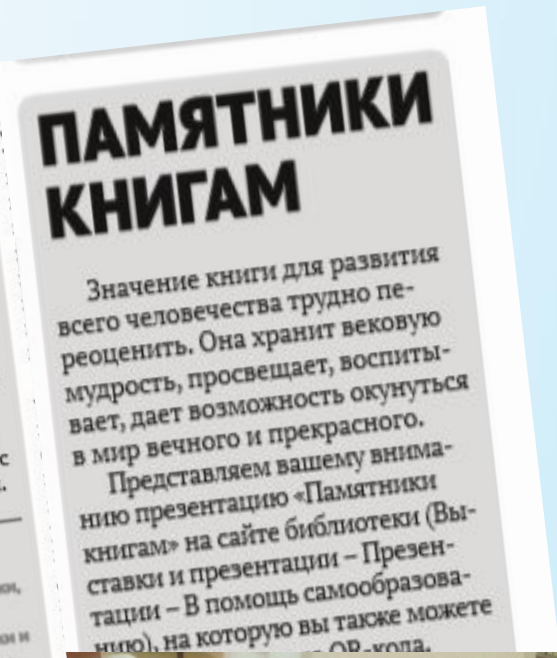 ПАМЯТНИКИ
КНИГАМ
Значение книги для развития
всего человечества трудно пе-
реоценить. Она хранит вековую
мудрость, просвещает, воспиты-
вает, дает возможность окунуться
в мир вечного и прекрасного.
Представляем вашему внима-
нию презентацию «Памятники
книгам» на сайте библиотеки (Вы-
ставки и презентации – Презен-
тации – В помощь самообразова-
нию), на которую вы также можете
QR-кода.